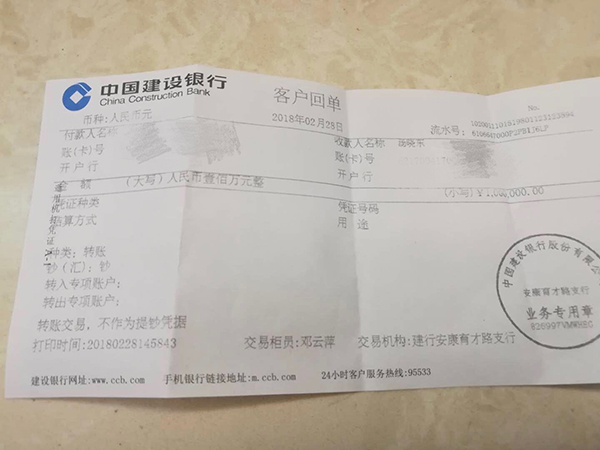 中国建设银行
China Construction Bank
客户回单
No.
币种:人民币元
2018年02月28日
流水号:
付款人名称
收款人名称
账(卡)号
账(卡)号
开户行
开户行
金 额 (大写)人民币壹佰万元整
(小写)
凭证种类
凭证号码
结算方式
用 途
种类:转账
钞(汇):钞
转入专项账户:
转出专项账户:
转账交易,不作为提钞凭据
打印时间:20180228145843
交易柜员:邓云萍
交易机构:建行安康育才路支行
建设银行网址:www.ccb.com 手机银行链接地址:m.ccb.com 24小时客户服务热线:95533
中国建设银行股份有限公
安康育才路支行
业务专用章